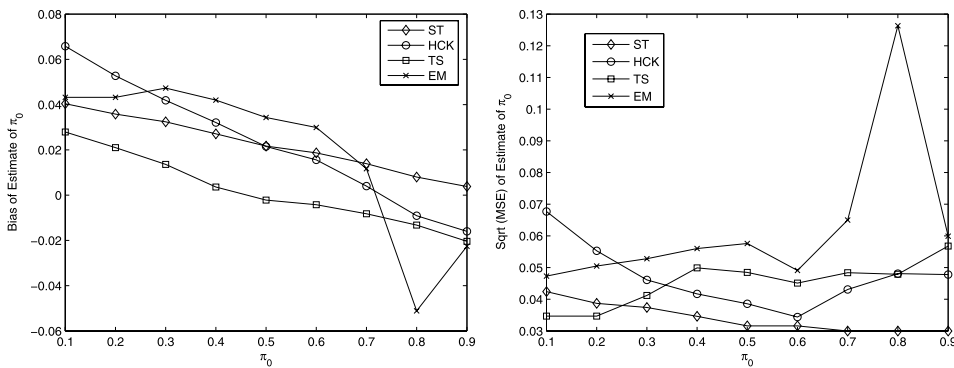 0.08
0.06
0.04
0.02
0
−0.02
−0.04
−0.06
Bias of Estimate of π0
0.1 0.2 0.3 0.4 0.5 0.6 0.7 0.8 0.9
π0
ST
HCK
TS
EM
0.13
0.12
0.11
0.1
0.09
0.08
0.07
0.06
0.05
0.04
0.03
Sqrt (MSE) of Estimate of π0
0.1 0.2 0.3 0.4 0.5 0.6 0.7 0.8 0.9
π0
ST
HCK
TS
EM